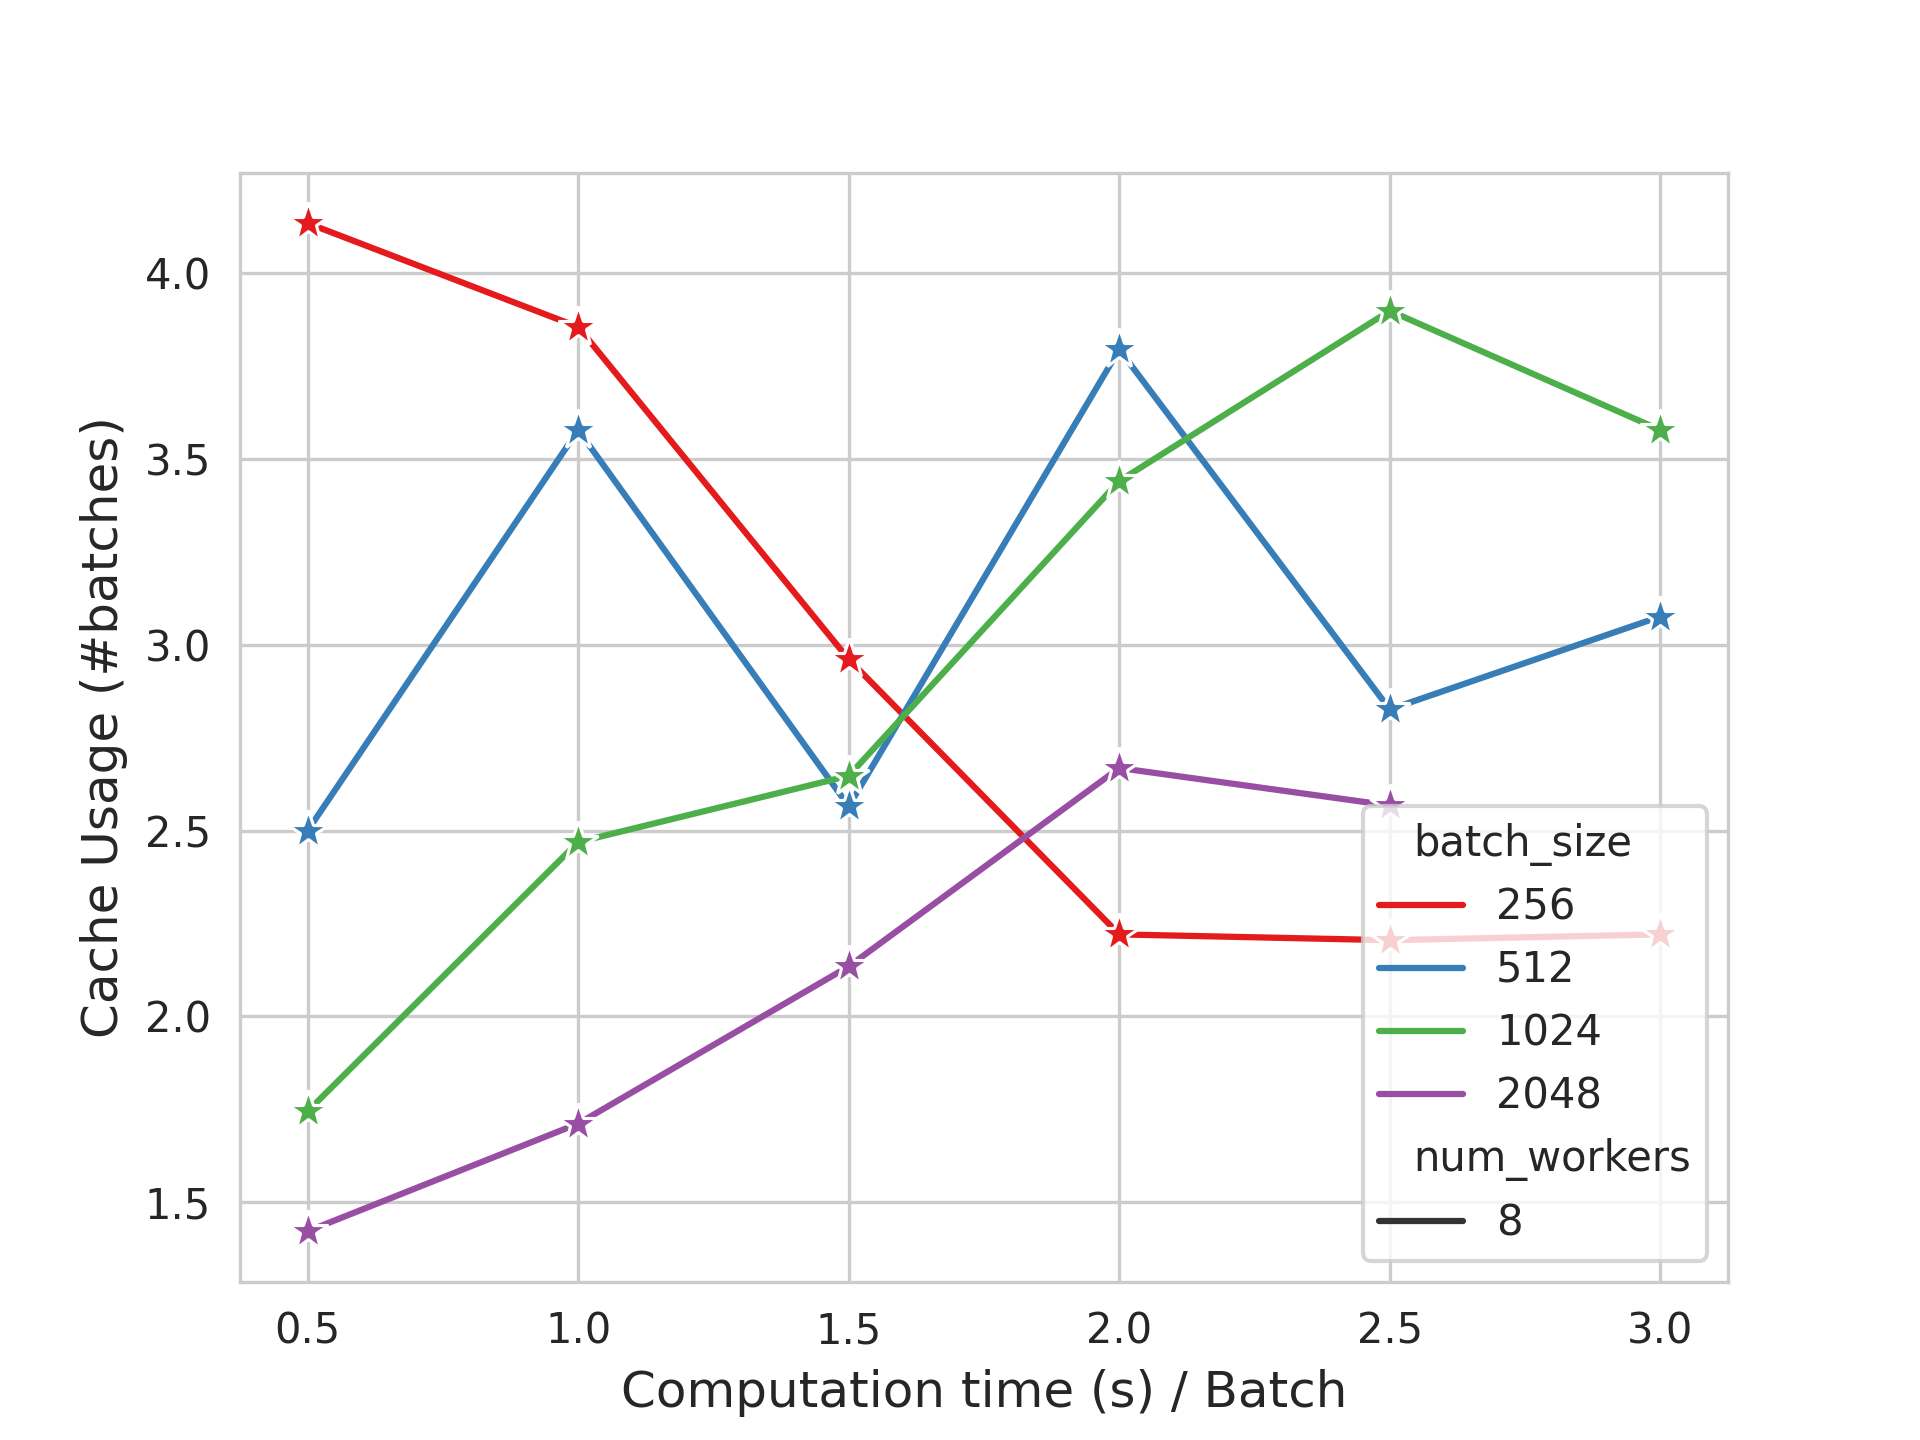 4.0
3.5
3.0
2.5
2.0
1.5
Cache Usage (#batches)
0.5 1.0 1.5 2.0 2.5 3.0
Computation time (s) / Batch
batch_size
256
512
1024
2048
num_workers
8